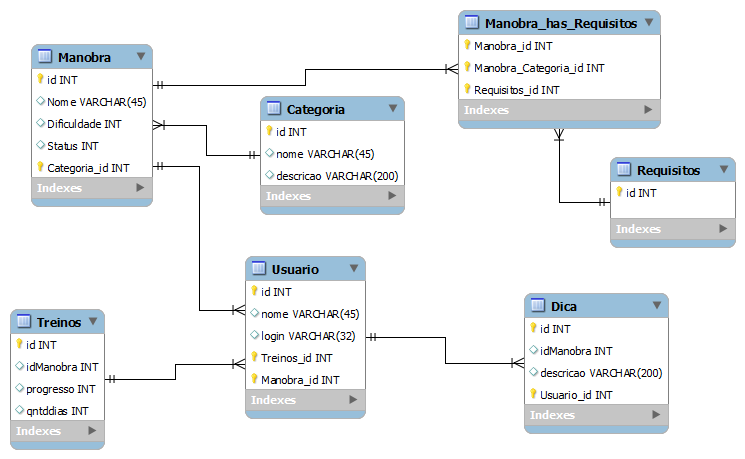 Manobra
id INT
Nome VARCHAR(45)
Dificuldade INT
Status INT
Categoria_id INT
Indexes
Categoria
id INT
nome VARCHAR(45)
descricao VARCHAR(200)
Indexes
Manobra_has_Requisitos
Manobra_id INT
Manobra_Categoria_id INT
Requisitos_id INT
Indexes
Requisitos
id INT
Indexes
Usuario
id INT
nome VARCHAR(45)
login VARCHAR(32)
Treinos_id INT
Manobra_id INT
Indexes
Treinos
id INT
idManobra INT
progresso INT
qntddias INT
Indexes
Dica
id INT
idManobra INT
descricao VARCHAR(200)
Usuario_id INT
Indexes